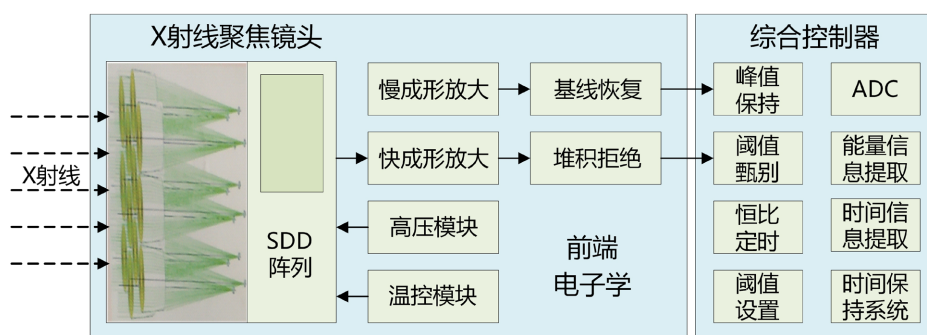 X射线聚焦镜头
综合控制器
慢成形放大
基线恢复
峰值
保持
ADC
快成形放大
堆积拒绝
阈值
甄别
能量信
息提取
X射线
SDD
阵列
高压模块
前端
电子学
恒比
定时
时间信
息提取
温控模块
阈值
设置
时间保
持系统